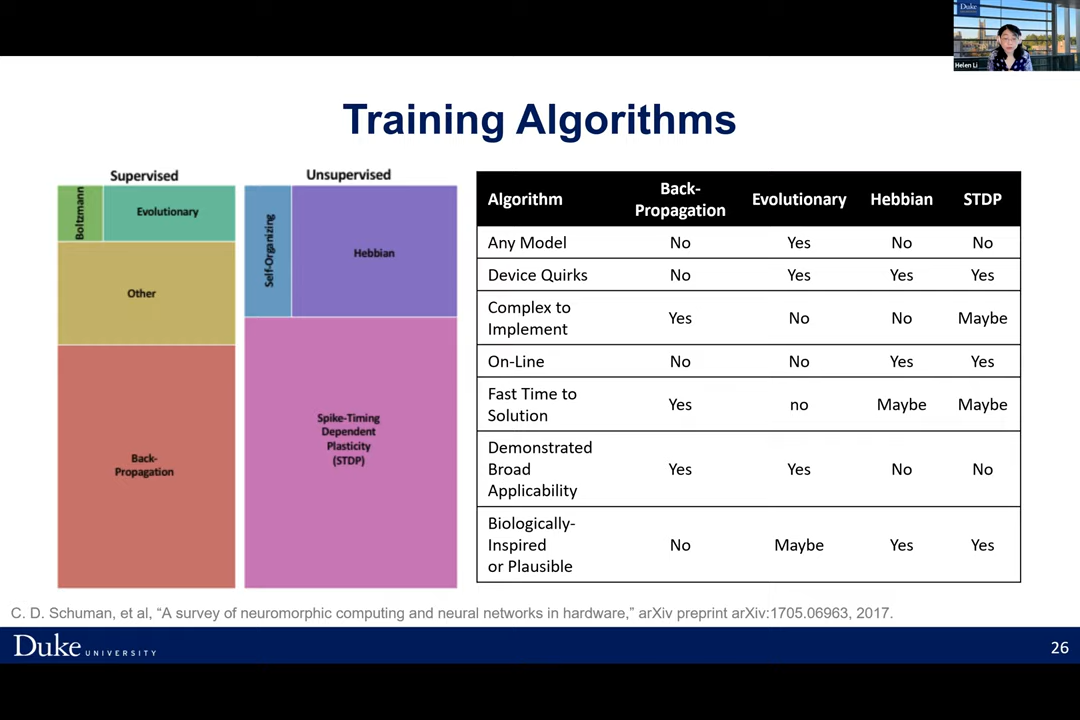 Duke
Helen Li
Training Algorithms
Supervised
Boltzmann
Evolutionary
Other
Back-
Propagation
Unsupervised
Self-Organizing
Hebbian
Spike-Timing
Dependent
Plasticity
(STDP)
Algorithm Back-Propagation Evolutionary Hebbian STDP
Any Model No Yes No No
Device Quirks No Yes Yes Yes
Complex to
Implement Yes No No Maybe
On-Line No No Yes Yes
Fast Time to
Solution Yes no Maybe Maybe
Demonstrated
Broad
Applicability Yes Yes No No
Biologically-
Inspired
or Plausible No Maybe Yes Yes
C. D. Schuman, et al, “A survey of neuromorphic computing and neural networks in hardware,” arXiv preprint arXiv:1705.06963, 2017.
Duke UNIVERSITY
26